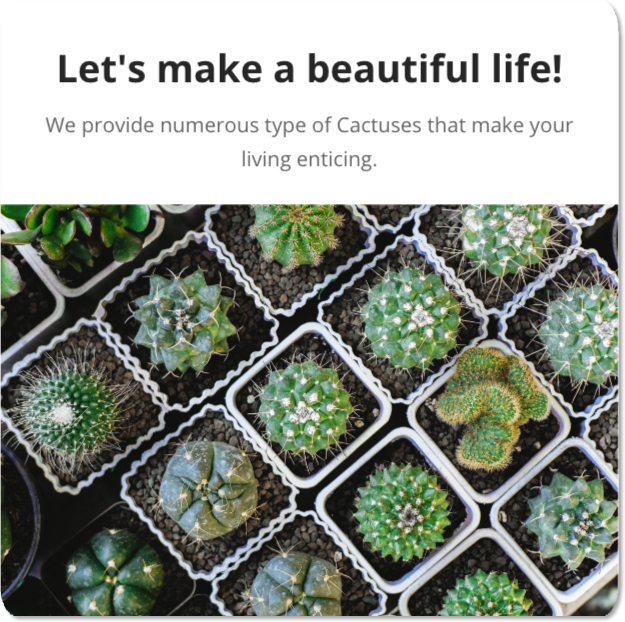 Let's make a beautiful life!
We provide numerous type of Cactuses that make your
living enticing.